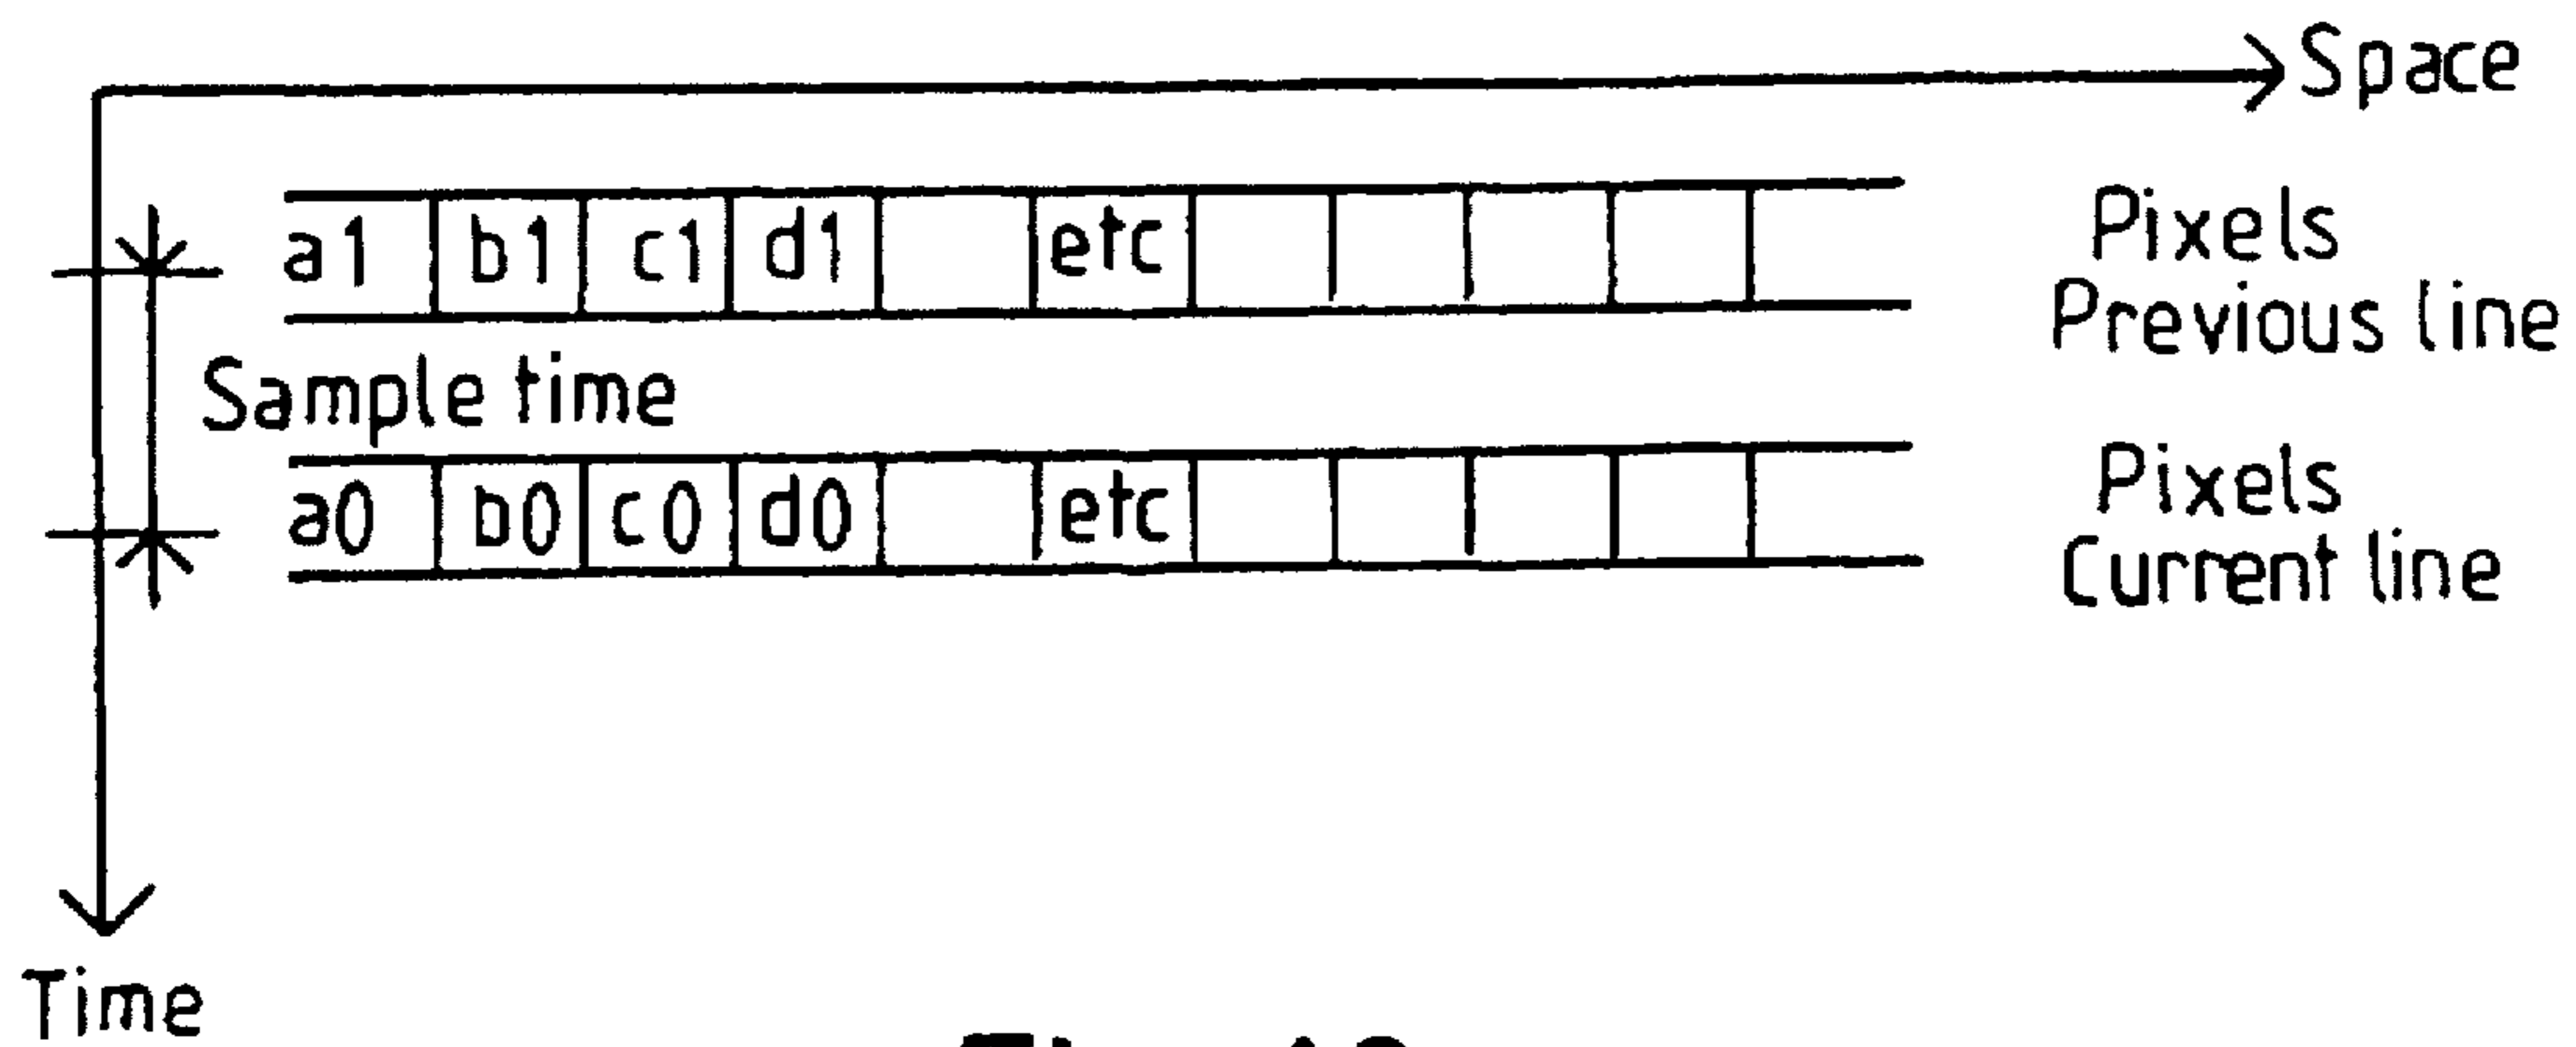 Space
a1 b1 c1 d1 etc
Pixels
Previous line
Sample time
a0 b0 c0 d0 etc
Pixels
Current line
Time